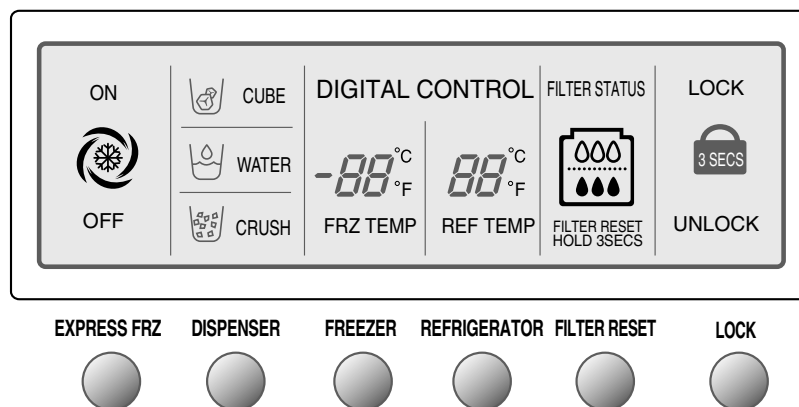 ON
OFF
CUBE
WATER
CRUSH
DIGITAL CONTROL
-88 °C °F
FRZ TEMP
88 °C °F
REF TEMP
FILTER STATUS
FILTER RESET
HOLD 3SECS
LOCK
3 SECS
UNLOCK
EXPRESS FRZ
DISPENSER
FREEZER
REFRIGERATOR
FILTER RESET
LOCK